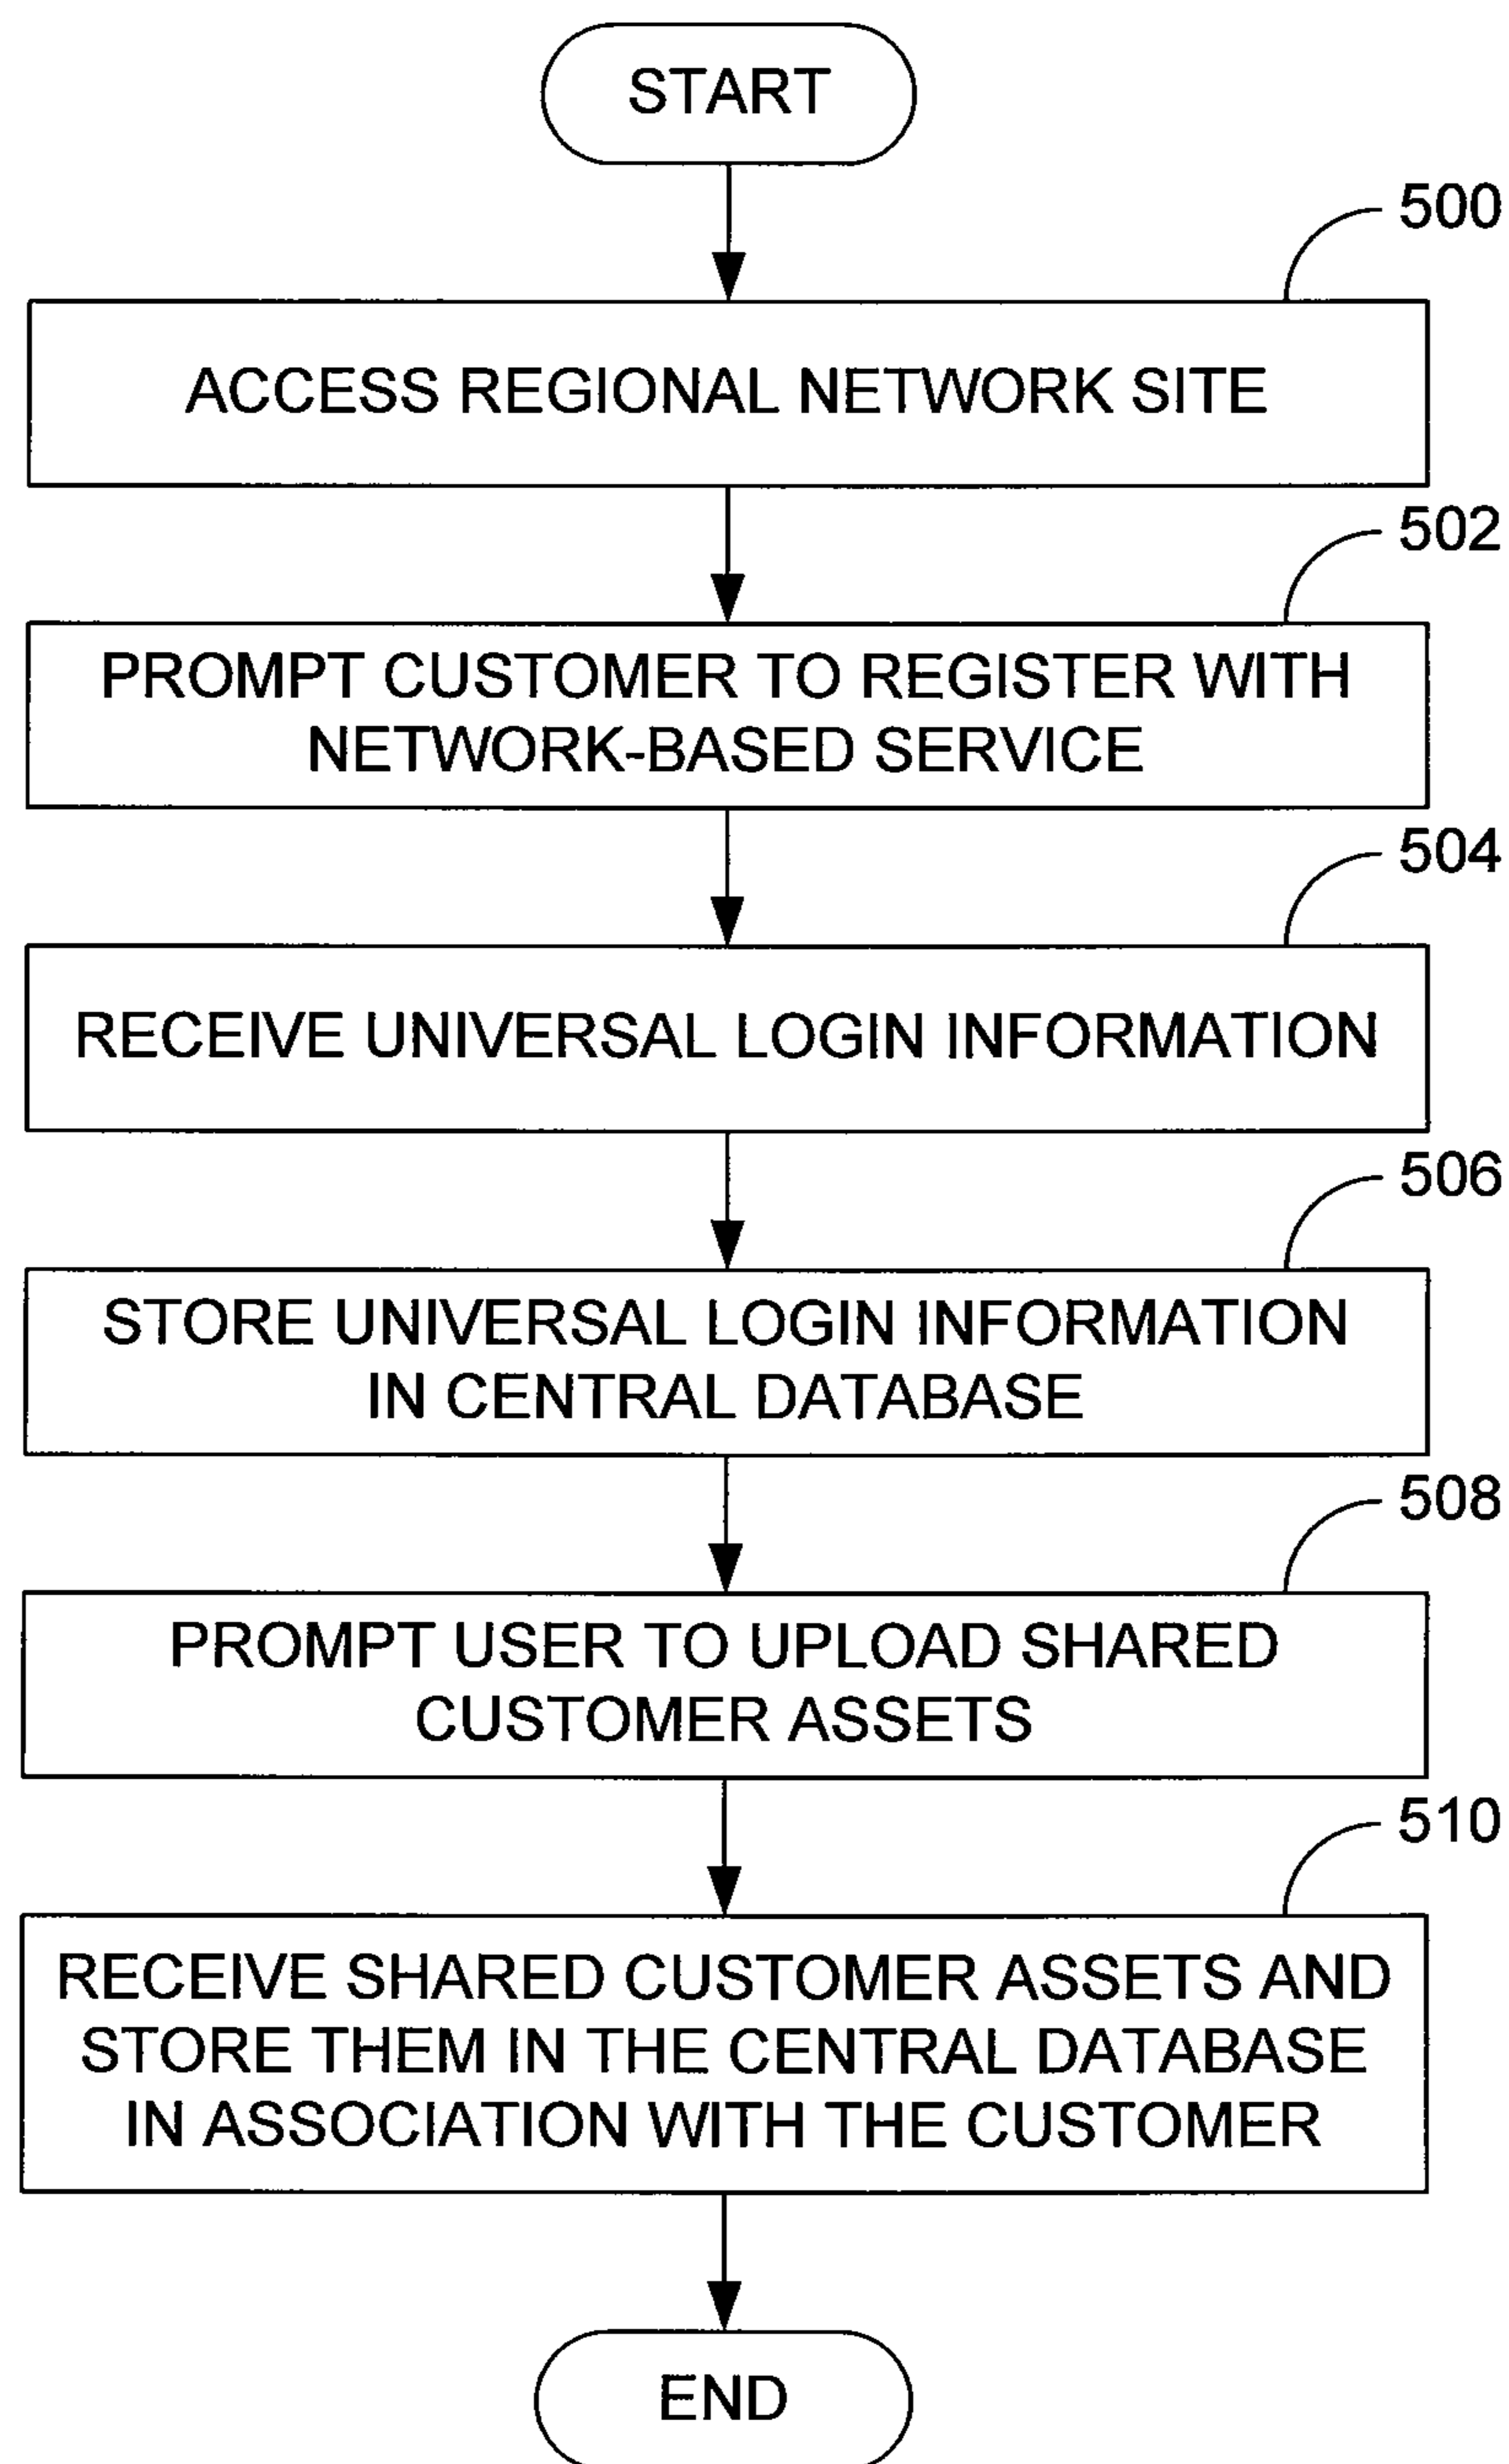 START
500
ACCESS REGIONAL NETWORK SITE
502
PROMPT CUSTOMER TO REGISTER WITH
NETWORK-BASED SERVICE
504
RECEIVE UNIVERSAL LOGIN INFORMATION
506
STORE UNIVERSAL LOGIN INFORMATION
IN CENTRAL DATABASE
508
PROMPT USER TO UPLOAD SHARED
CUSTOMER ASSETS
510
RECEIVE SHARED CUSTOMER ASSETS AND
STORE THEM IN THE CENTRAL DATABASE
IN ASSOCIATION WITH THE CUSTOMER
END